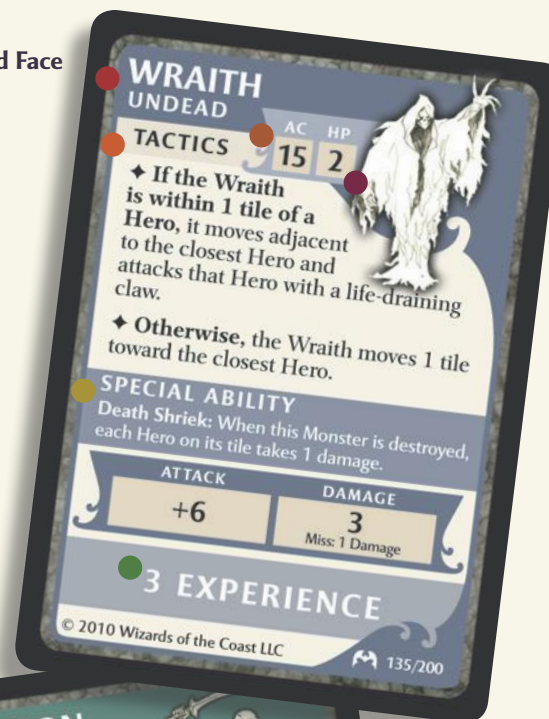 d Face
WRAITH
UNDEAD
TACTICS
AC HP
15 2
✦ If the Wraith
is within 1 tile of a
Hero, it moves adjacent
to the closest Hero and
attacks that Hero with a life-draining
claw.
✦ Otherwise, the Wraith moves 1 tile
toward the closest Hero.
SPECIAL ABILITY
Death Shriek: When this Monster is destroyed,
each Hero on its tile takes 1 damage.
ATTACK DAMAGE
+6 3
Miss: 1 Damage
3 EXPERIENCE
© 2010 Wizards of the Coast LLC
135/200
ON